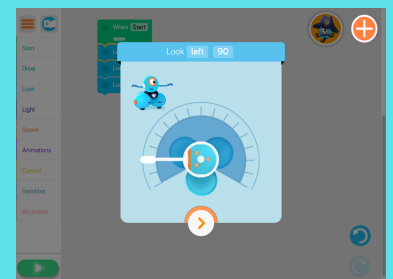 When Start
Look left 90
Start
Drive
Look
Light
Sound
Animations
Control
Variables
Accessory